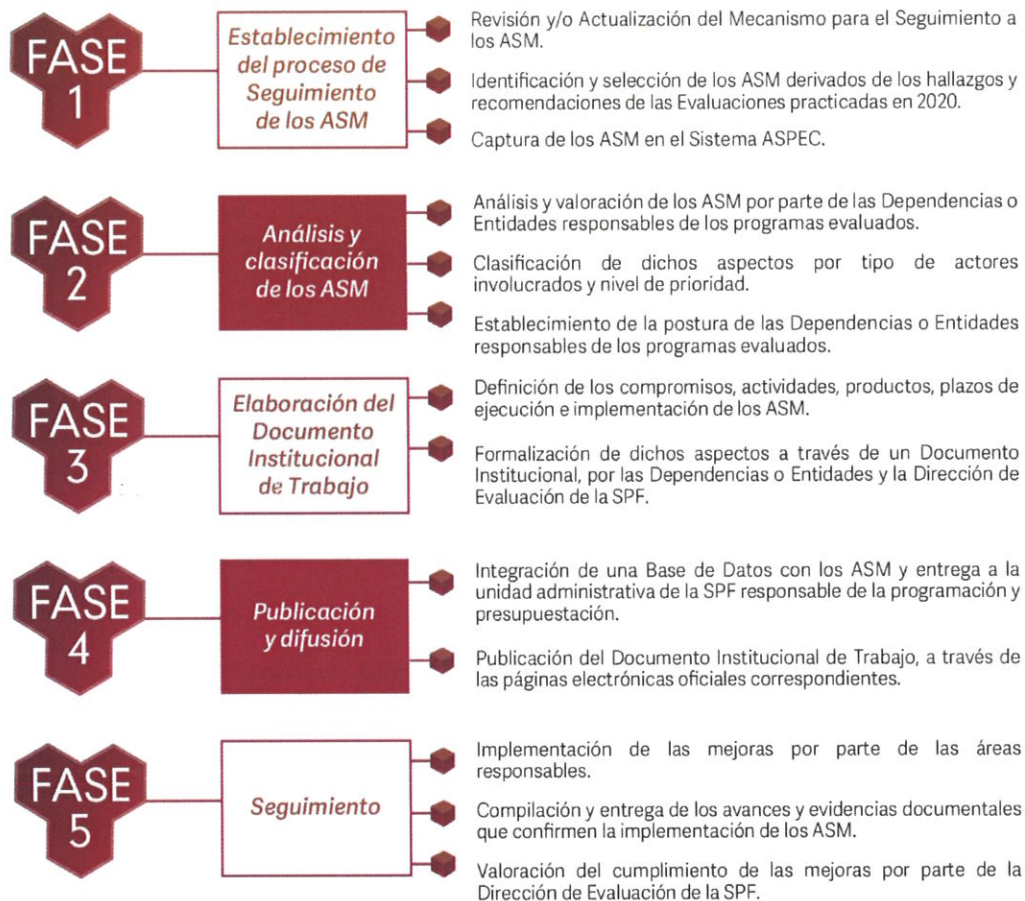 FASE
1
Establecimiento
del proceso de
Seguimiento
de los ASM
Revisión y/o Actualización del Mecanismo para el Seguimiento a
los ASM.
Identificación y selección de los ASM derivados de los hallazgos y
recomendaciones de las Evaluaciones practicadas en 2020.
Captura de los ASM en el Sistema ASPEC.
FASE
2
Análisis y
clasificación
de los ASM
Análisis y valoración de los ASM por parte de las Dependencias o
Entidades responsables de los programas evaluados.
Clasificación de dichos aspectos por tipo de actores
involucrados y nivel de prioridad.
Establecimiento de la postura de las Dependencias o Entidades
responsables de los programas evaluados.
FASE
3
Elaboración del
Documento
Institucional
de Trabajo
Definición de los compromisos, actividades, productos, plazos de
ejecución e implementación de los ASM.
Formalización de dichos aspectos a través de un Documento
Institucional, por las Dependencias o Entidades y la Dirección de
Evaluación de la SPF.
FASE
4
Publicación
y difusión
Integración de una Base de Datos con los ASM y entrega a la
unidad administrativa de la SPF responsable de la programación y
presupuestación.
Publicación del Documento Institucional de Trabajo, a través de
las páginas electrónicas oficiales correspondientes.
FASE
5
Seguimiento
Implementación de las mejoras por parte de las áreas
responsables.
Compilación y entrega de los avances y evidencias documentales
que confirmen la implementación de los ASM.
Valoración del cumplimiento de las mejoras por parte de la
Dirección de Evaluación de la SPF.